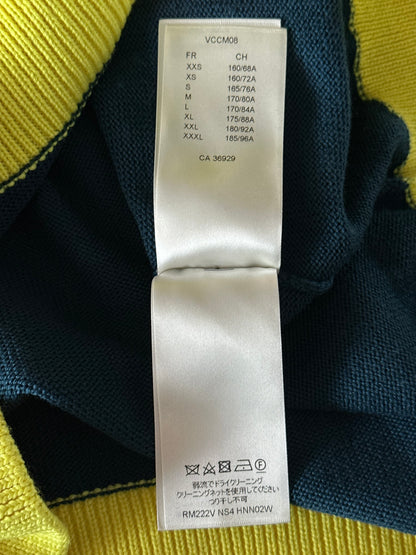 VCCM08
FR CH
XXS 160/68A
XS 160/72A
S 165/76A
M 170/80A
L 170/84A
XL 175/88A
XXL 180/92A
XXXL 185/96A
CA 36929
弱流でドライクリーニング
クリーニングネットを使用してください
つり干し不可
RM222V NS4 HNN02W